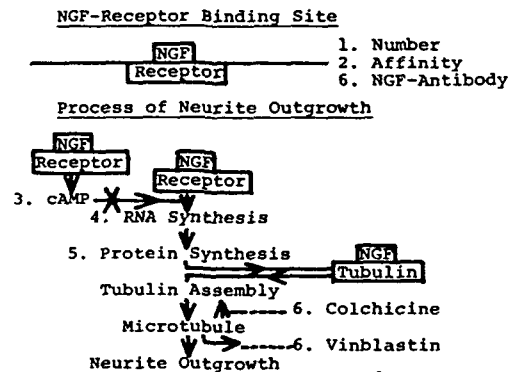 NGF-Receptor Binding Site
NGF
Receptor
1. Number
2. Affinity
6. NGF-Antibody
Process of Neurite Outgrowth
NGF
Receptor
NGF
Receptor
3. cAMP
4. RNA Synthesis
5. Protein Synthesis
NGF
Tubulin
Tubulin Assembly
6. Colchicine
Microtubule
6. Vinblastin
Neurite Outgrowth